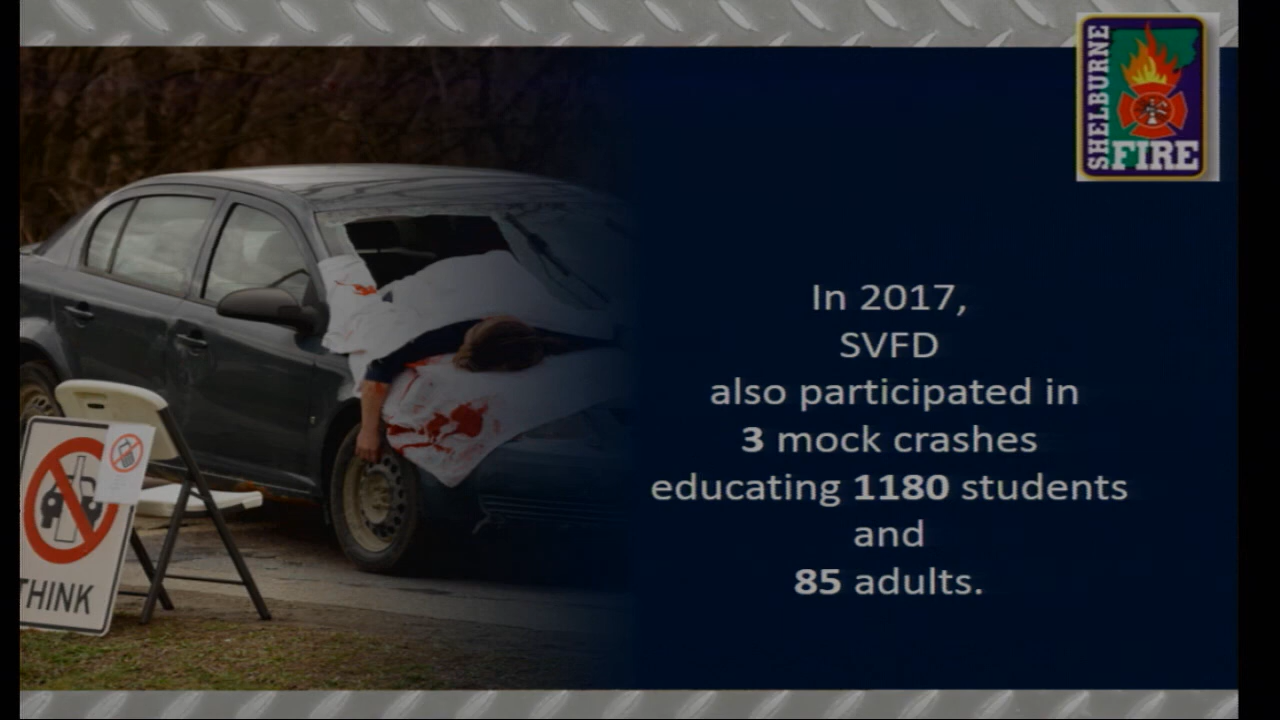 SHELBURNE
FIRE
In 2017,
SVFD
also participated in
3 mock crashes
educating 1180 students
and
85 adults.
THINK